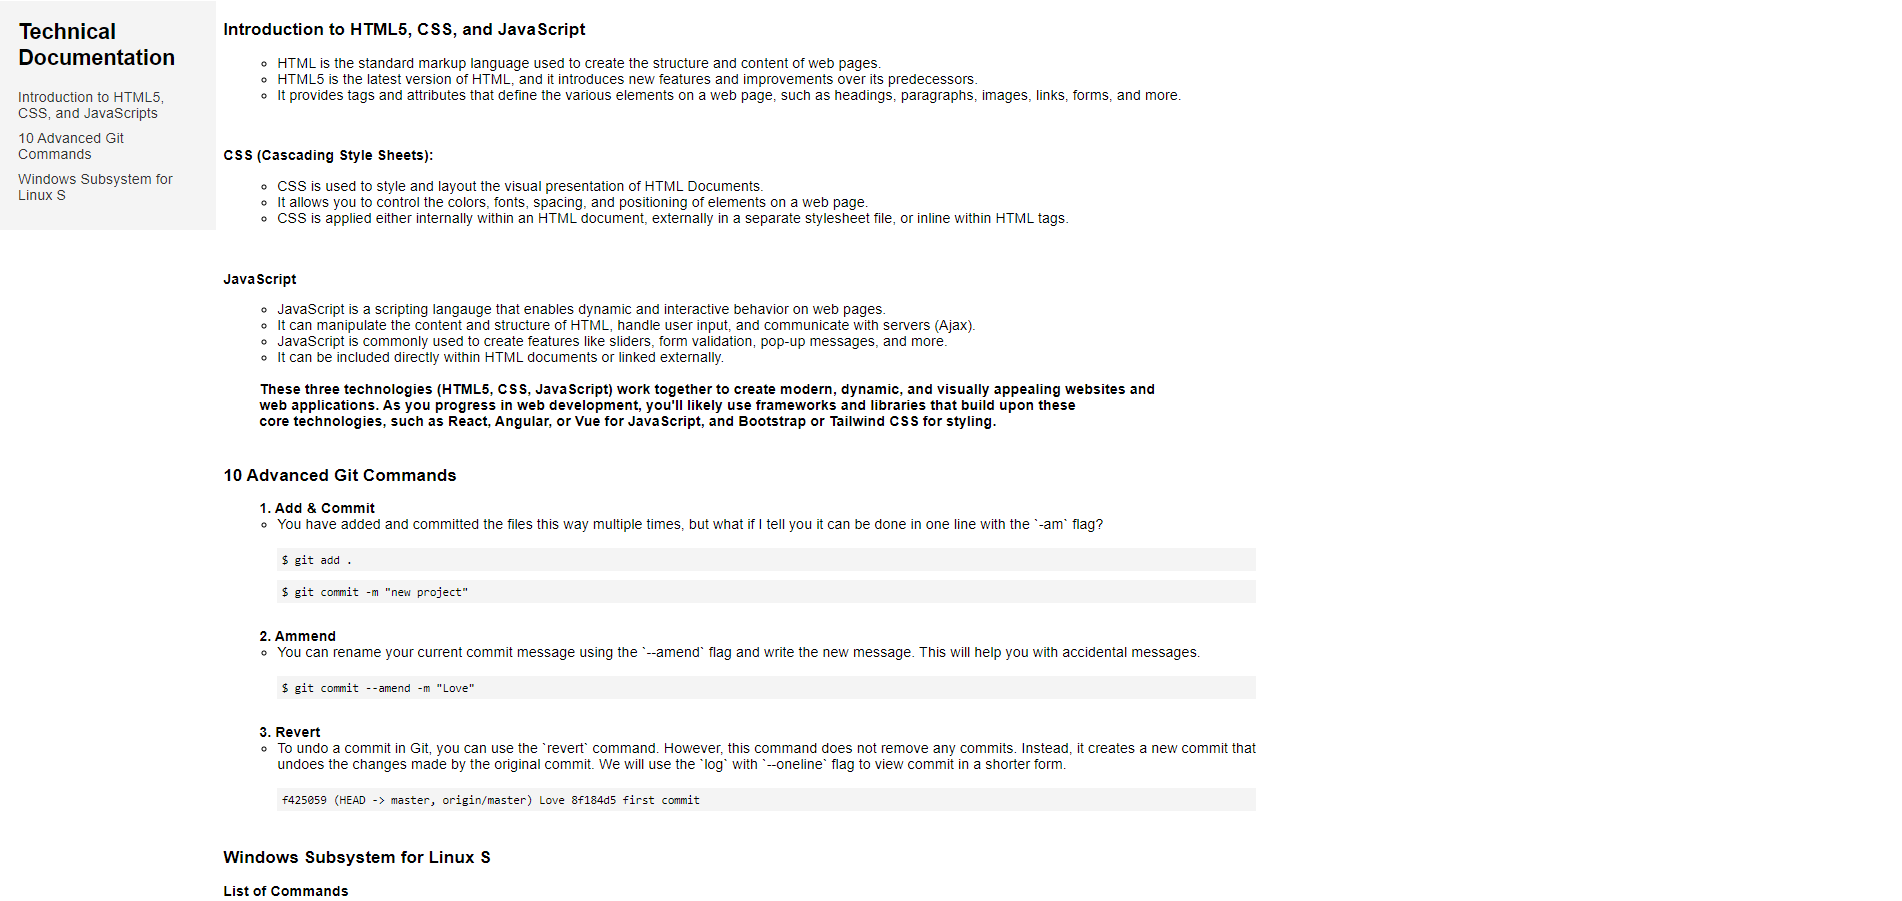 Technical
Documentation
Introduction to HTML5,
CSS, and JavaScripts
10 Advanced Git
Commands
Windows Subsystem for
Linux S
Introduction to HTML5, CSS, and JavaScript
HTML is the standard markup language used to create the structure and content of web pages.
HTML5 is the latest version of HTML, and it introduces new features and improvements over its predecessors.
It provides tags and attributes that define the various elements on a web page, such as headings, paragraphs, images, links, forms, and more.
CSS (Cascading Style Sheets):
CSS is used to style and layout the visual presentation of HTML Documents.
It allows you to control the colors, fonts, spacing, and positioning of elements on a web page.
CSS is applied either internally within an HTML document, externally in a separate stylesheet file, or inline within HTML tags.
JavaScript
JavaScript is a scripting langauge that enables dynamic and interactive behavior on web pages.
It can manipulate the content and structure of HTML, handle user input, and communicate with servers (Ajax).
JavaScript is commonly used to create features like sliders, form validation, pop-up messages, and more.
It can be included directly within HTML documents or linked externally.
These three technologies (HTML5, CSS, JavaScript) work together to create modern, dynamic, and visually appealing websites and
web applications. As you progress in web development, you'll likely use frameworks and libraries that build upon these
core technologies, such as React, Angular, or Vue for JavaScript, and Bootstrap or Tailwind CSS for styling.
10 Advanced Git Commands
1. Add & Commit
You have added and committed the files this way multiple times, but what if I tell you it can be done in one line with the `-am` flag?
$ git add .
$ git commit -m "new project"
2. Ammend
You can rename your current commit message using the `--amend` flag and write the new message. This will help you with accidental messages.
$ git commit --amend -m "Love"
3. Revert
To undo a commit in Git, you can use the `revert` command. However, this command does not remove any commits. Instead, it creates a new commit that
undoes the changes made by the original commit. We will use the `log` with `--oneline` flag to view commit in a shorter form.
f425059 (HEAD -> master, origin/master) Love 8f184d5 first commit
Windows Subsystem for Linux S
List of Commands